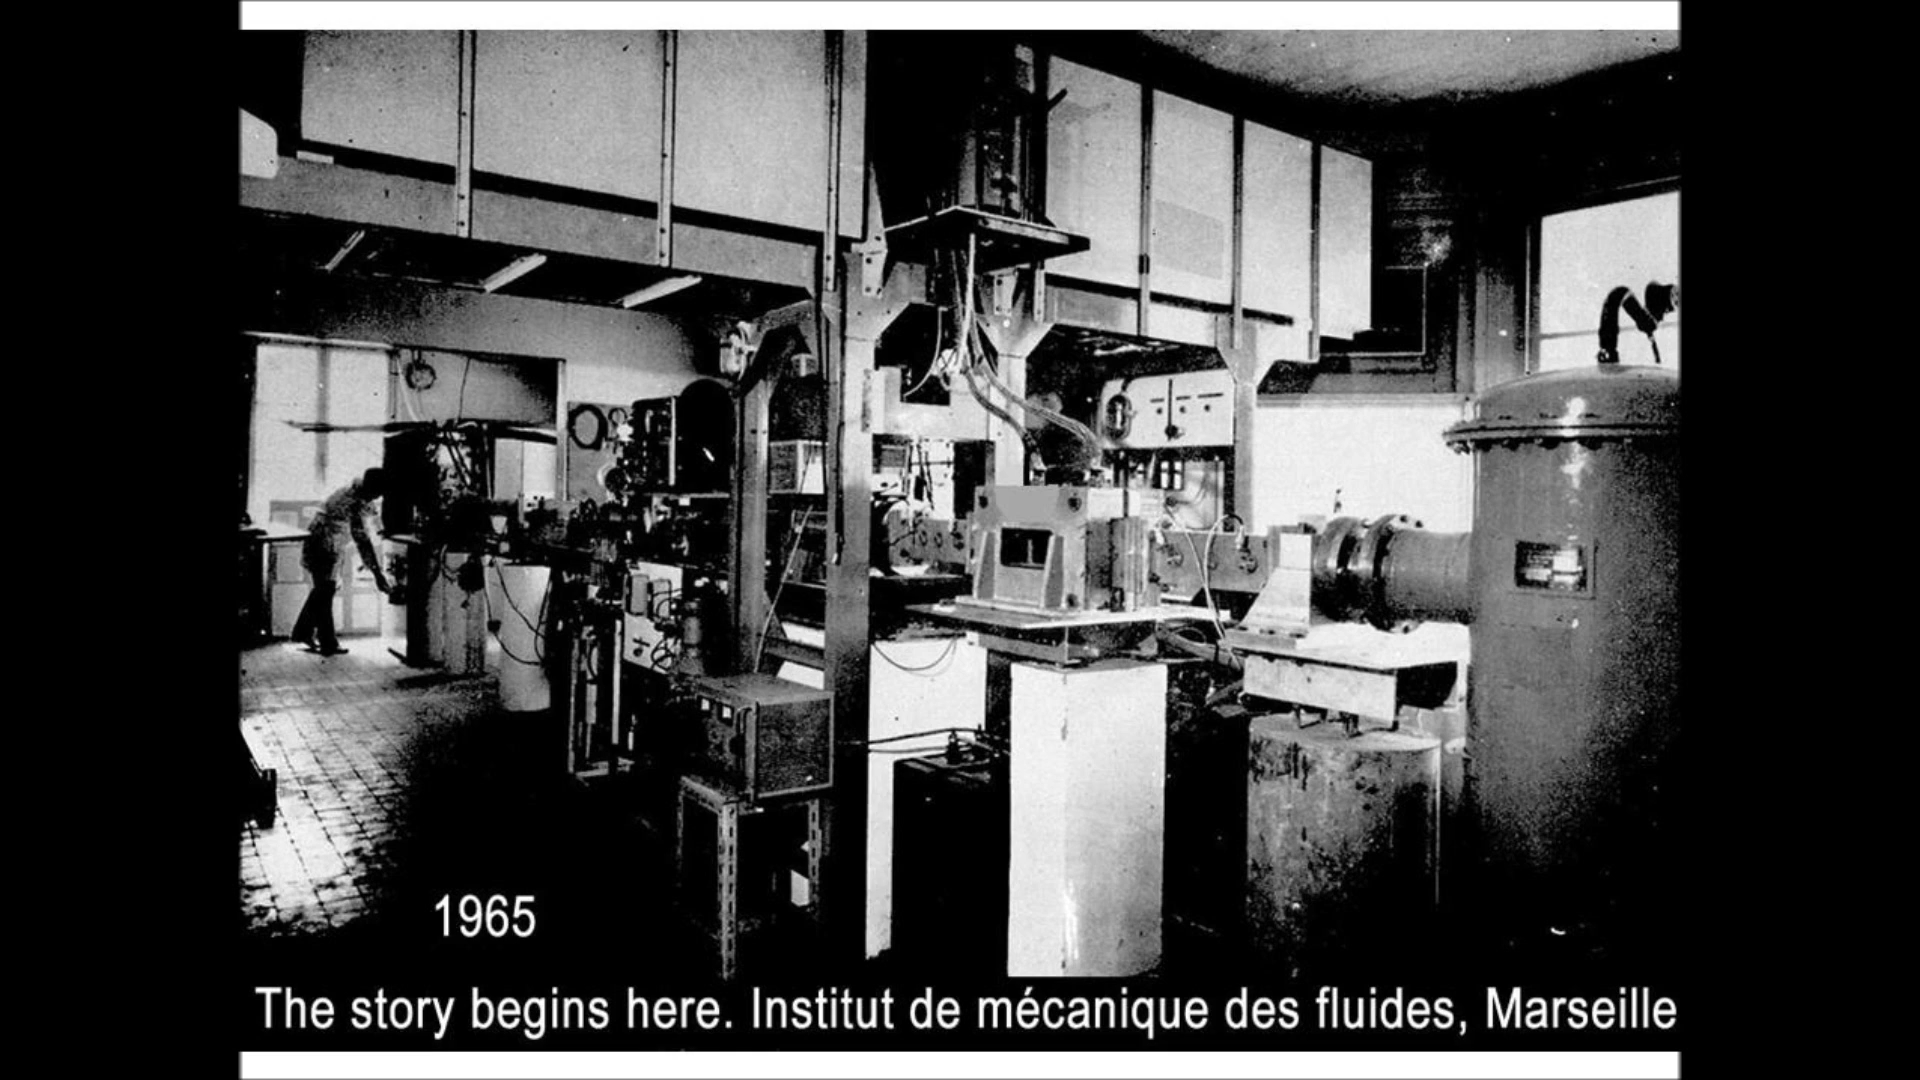 1965
The story begins here. Institut de mécanique des fluides, Marseille